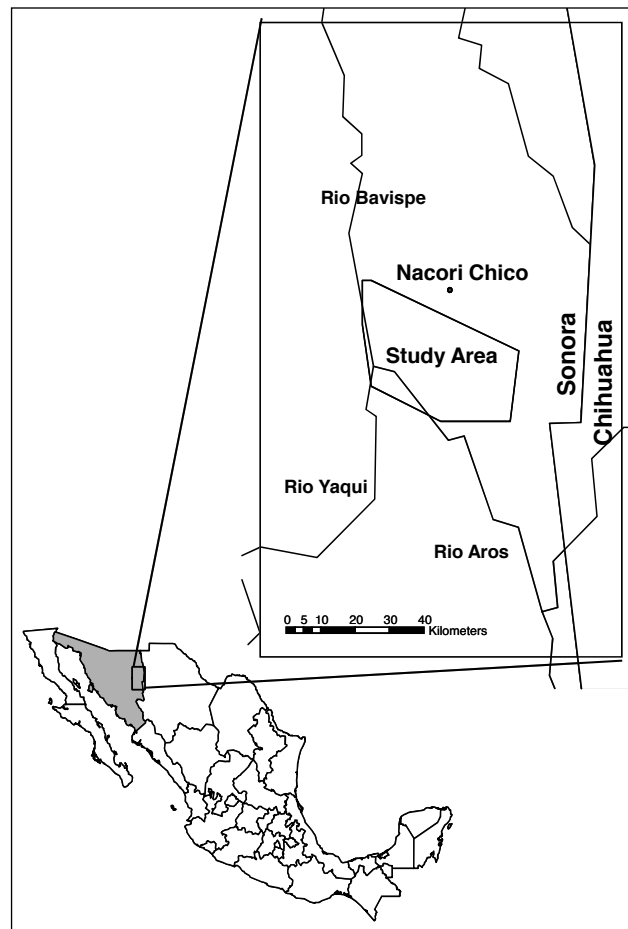 Rio Bavispe
Nacori Chico
Study Area
Sonora
Chihuahua
Rio Yaqui
Rio Aros
0 5 10 20 30 40
Kilometers